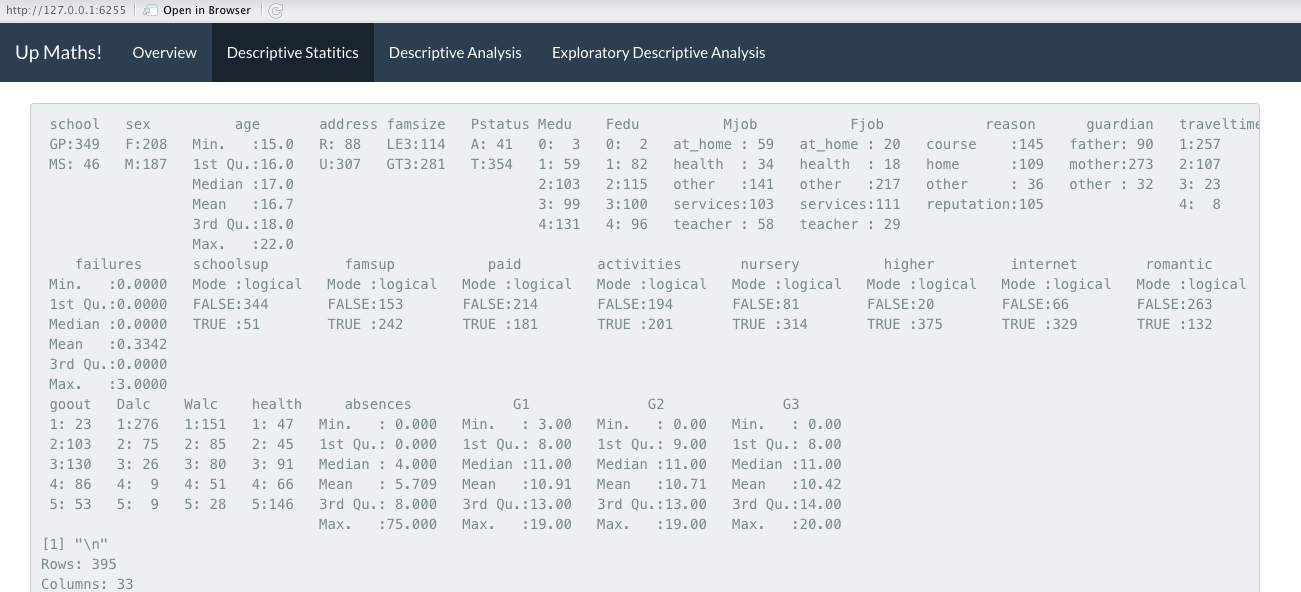 http://127.0.0.1:6255 Open in Browser
Up Maths! Overview Descriptive Statitics Descriptive Analysis Exploratory Descriptive Analysis
school sex age address famsize Pstatus Medu Fedu Mjob Fjob reason guardian traveltime
GP:349 F:208 Min. :15.0 R: 88 LE3:114 A: 41 0: 3 0: 2 at_home : 59 at_home : 20 course :145 father: 90 1:257
MS: 46 M:187 1st Qu.:16.0 U:307 GT3:281 T:354 1: 59 1: 82 health : 34 health : 18 home :109 mother:273 2:107
Median :17.0 2:103 2:115 other :141 other :217 other : 36 other : 32 3: 23
Mean :16.7 3: 99 3:100 services:103 services:111 reputation:105 4: 8
3rd Qu.:18.0 4:131 4: 96 teacher : 58 teacher : 29
Max. :22.0
failures schoolsup famsup paid activities nursery higher internet romantic
Min. :0.0000 Mode :logical Mode :logical Mode :logical Mode :logical Mode :logical Mode :logical Mode :logical Mode :logical
1st Qu.:0.0000 FALSE:344 FALSE:153 FALSE:214 FALSE:194 FALSE:81 FALSE:20 FALSE:66 FALSE:263
Median :0.0000 TRUE :51 TRUE :242 TRUE :181 TRUE :201 TRUE :314 TRUE :375 TRUE :329 TRUE :132
Mean :0.3342
3rd Qu.:0.0000
Max. :3.0000
goout Dalc Walc health absences G1 G2 G3
1: 23 1:276 1:151 1: 47 Min. : 0.000 Min. : 3.00 Min. : 0.00 Min. : 0.00
2:103 2: 75 2: 85 2: 45 1st Qu.: 0.000 1st Qu.: 8.00 1st Qu.: 9.00 1st Qu.: 8.00
3:130 3: 26 3: 80 3: 91 Median : 4.000 Median :11.00 Median :11.00 Median :11.00
4: 86 4: 9 4: 51 4: 66 Mean : 5.709 Mean :10.91 Mean :10.71 Mean :10.42
5: 53 5: 9 5: 28 5:146 3rd Qu.: 8.000 3rd Qu.:13.00 3rd Qu.:13.00 3rd Qu.:14.00
Max. :75.000 Max. :19.00 Max. :19.00 Max. :20.00
[1] "\n"
Rows: 395
Columns: 33